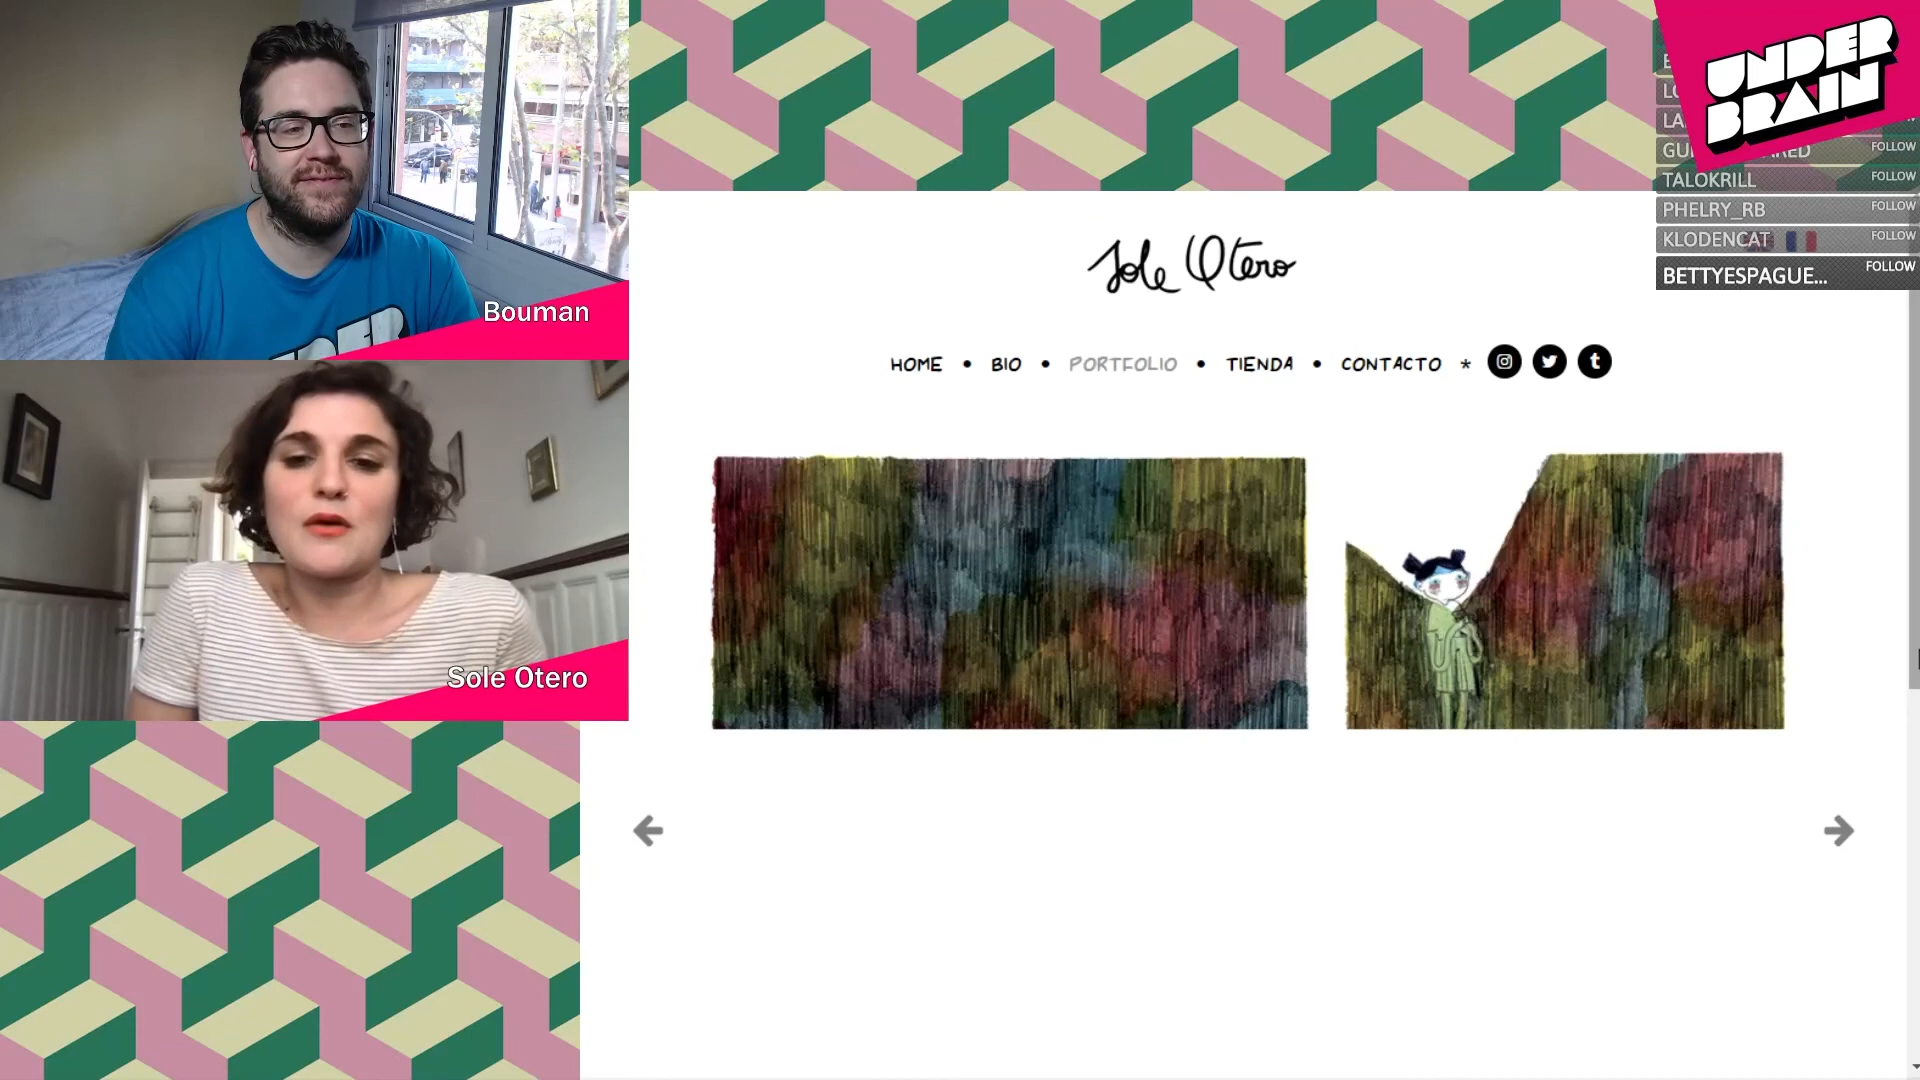 UNDER
BRAIN
FOLLOW
TALOKRILL FOLLOW
PHELRY_RB FOLLOW
KLODENCAT FOLLOW
BETTYESPAGUE... FOLLOW
Bouman
Sole Otero
HOME • BIO • PORTFOLIO • TIENDA • CONTACTO *
Sole Otero